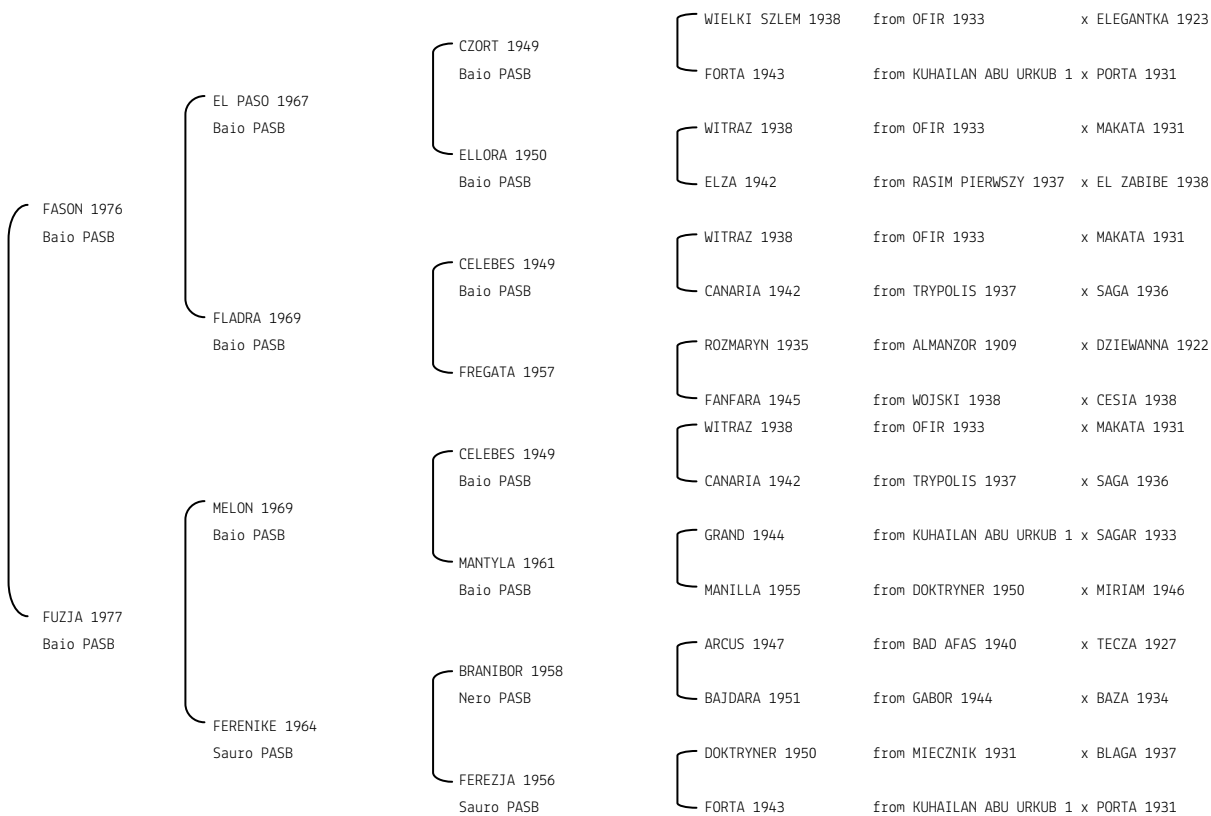 WIELKI SZLEM 1938 from OFIR 1933 x ELEGANTKA 1923
CZORT 1949
Baio PASB FORTA 1943 from KUHAILAN ABU URKUB 1 x PORTA 1931
EL PASO 1967
Baio PASB WITRAZ 1938 from OFIR 1933 x MAKATA 1931
ELLORA 1950
Baio PASB ELZA 1942 from RASIM PIERWSZY 1937 x EL ZABIBE 1938
FASON 1976
Baio PASB WITRAZ 1938 from OFIR 1933 x MAKATA 1931
CELEBES 1949
Baio PASB CANARIA 1942 from TRYPOLIS 1937 x SAGA 1936
FLADRA 1969
Baio PASB ROZMARYN 1935 from ALMANZOR 1909 x DZIEWANNA 1922
FREGATA 1957
FANFARA 1945 from WOJSKI 1938 x CESIA 1938
WITRAZ 1938 from OFIR 1933 x MAKATA 1931
CELEBES 1949
Baio PASB CANARIA 1942 from TRYPOLIS 1937 x SAGA 1936
MELON 1969
Baio PASB GRAND 1944 from KUHAILAN ABU URKUB 1 x SAGAR 1933
MANTYLA 1961
Baio PASB MANILLA 1955 from DOKTRYNER 1950 x MIRIAM 1946
FUZJA 1977
Baio PASB ARCUS 1947 from BAD AFAS 1940 x TECZA 1927
BRANIBOR 1958
Nero PASB BAJDARA 1951 from GABOR 1944 x BAZA 1934
FERENIKE 1964
Sauro PASB DOKTRYNER 1950 from MIECZNIK 1931 x BLAGA 1937
FEREZJA 1956
Sauro PASB FORTA 1943 from KUHAILAN ABU URKUB 1 x PORTA 1931